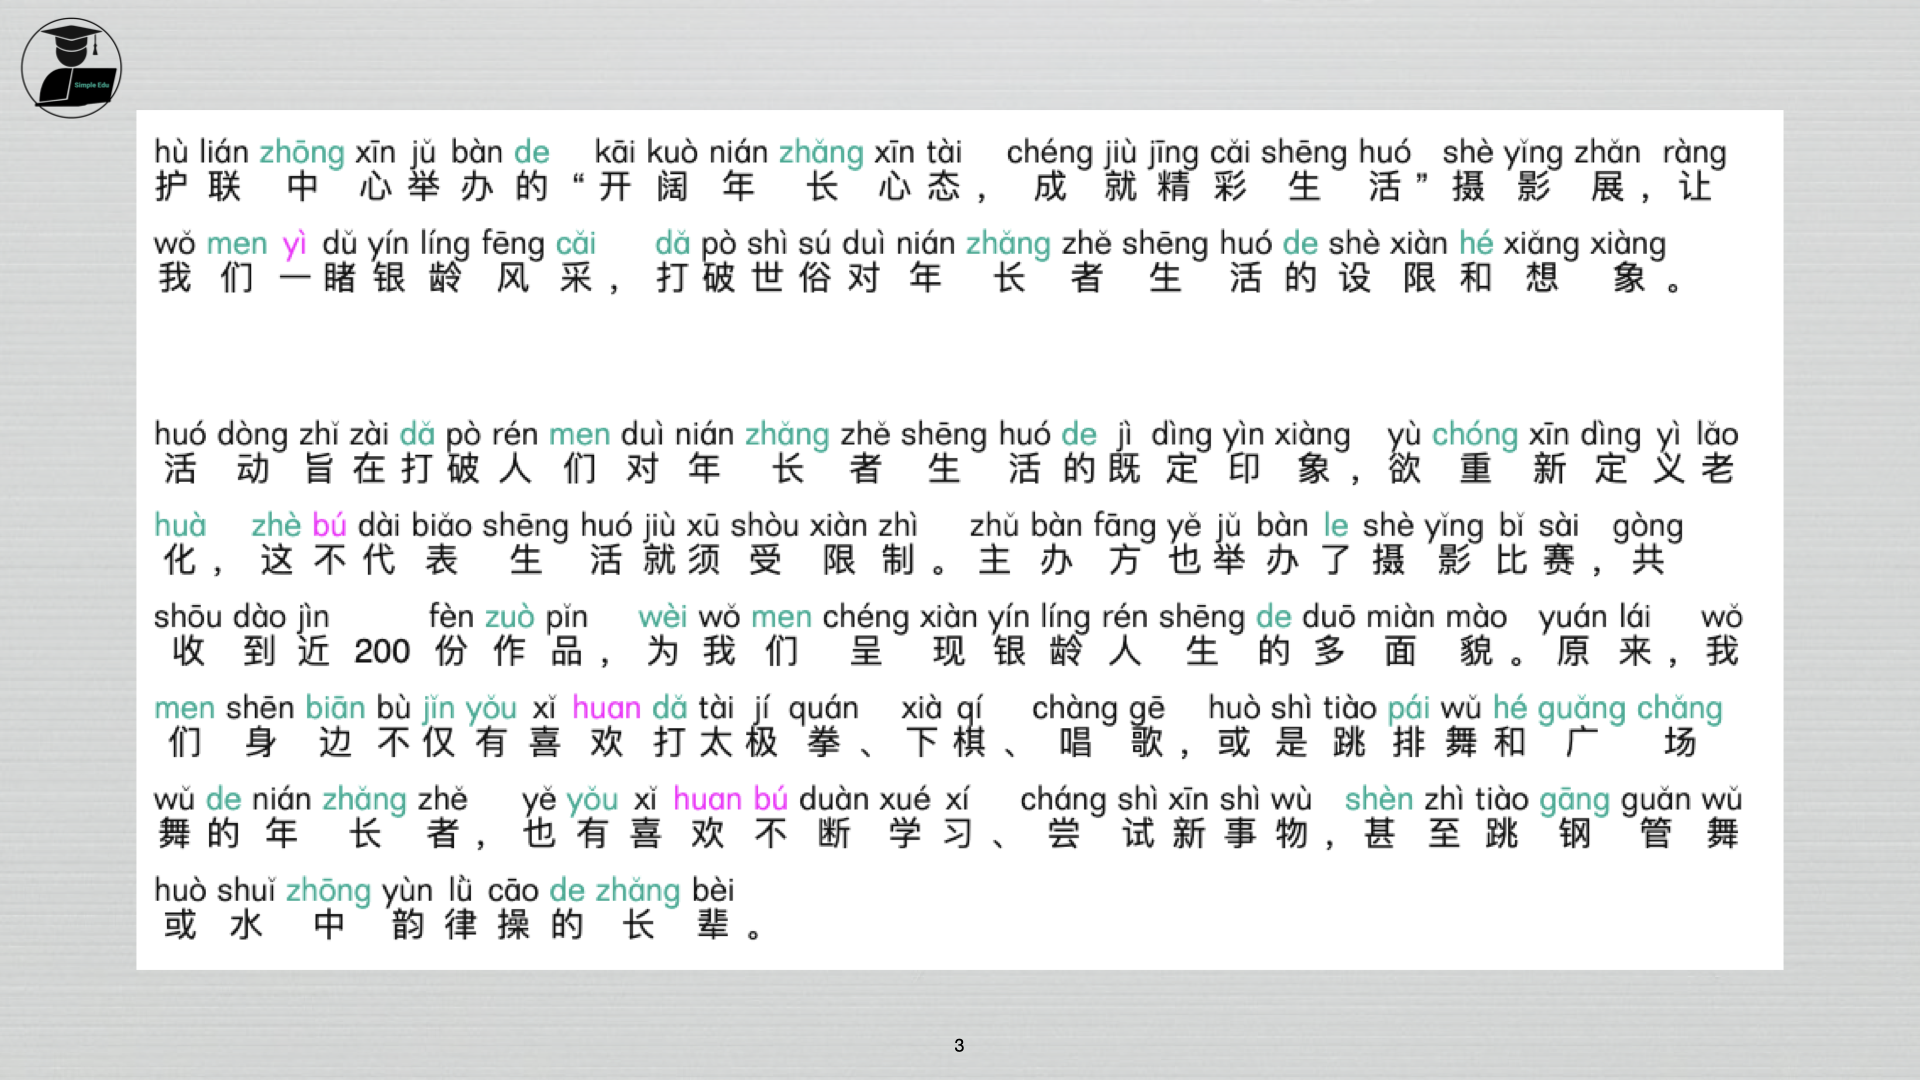 Simple Edu
hù lián zhōng xīn jǔ bàn de kāi kuò nián zhǎng xīn tài chéng jiù jīng cǎi shēng huó shè yǐng zhǎn ràng
护联中心举办的“开阔年长心态，成就精彩生活”摄影展，让
wǒ men yì dǔ yín líng fēng cǎi dǎ pò shì sú duì nián zhǎng zhě shēng huó de shè xiàn hé xiǎng xiàng
我们一睹银龄风采，打破世俗对年长者生活的设限和想象。
huó dòng zhǐ zài dǎ pò rén men duì nián zhǎng zhě shēng huó de jì dìng yìn xiàng yù chóng xīn dìng yì lǎo
活动旨在打破人们对年长者生活的既定印象，欲重新定义老
huà zhè bú dài biǎo shēng huó jiù xū shòu xiàn zhì zhǔ bàn fāng yě jǔ bàn le shè yǐng bǐ sài gòng
化，这不代表生活就须受限制。主办方也举办了摄影比赛，共
shōu dào jìn fèn zuò pǐn wèi wǒ men chéng xiàn yín líng rén shēng de duō miàn mào yuán lái wǒ
收到近200份作品，为我们呈现银龄人生的多面貌。原来，我
men shēn biān bù jǐn yǒu xǐ huan dǎ tài jí quán xià qí chàng gē huò shì tiào pái wǔ hé guǎng chǎng
们身边不仅有喜欢打太极拳、下棋、唱歌，或是跳排舞和广场
wǔ de nián zhǎng zhě yě yǒu xǐ huan bú duàn xué xí cháng shì xīn shì wù shèn zhì tiào gāng guǎn wǔ
舞的年长者，也有喜欢不断学习、尝试新事物，甚至跳钢管舞
huò shuǐ zhōng yùn lǜ cāo de zhǎng bèi
或水中韵律操的长辈。
3